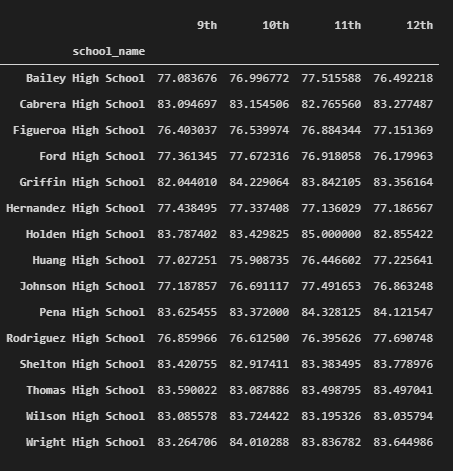 9th 10th 11th 12th
school_name
Bailey High School 77.083676 76.996772 77.515588 76.492218
Cabrera High School 83.094697 83.154506 82.765560 83.277487
Figueroa High School 76.403037 76.539974 76.884344 77.151369
Ford High School 77.361345 77.672316 76.918058 76.179963
Griffin High School 82.044010 84.229064 83.842105 83.356164
Hernandez High School 77.438495 77.337408 77.136029 77.186567
Holden High School 83.787402 83.429825 85.000000 82.855422
Huang High School 77.027251 75.908735 76.446602 77.225641
Johnson High School 77.187857 76.691117 77.491653 76.863248
Pena High School 83.625455 83.372000 84.328125 84.121547
Rodriguez High School 76.859966 76.612500 76.395626 77.690748
Shelton High School 83.420755 82.917411 83.383495 83.778976
Thomas High School 83.590022 83.087886 83.498795 83.497041
Wilson High School 83.085578 83.724422 83.195326 83.035794
Wright High School 83.264706 84.010288 83.836782 83.644986